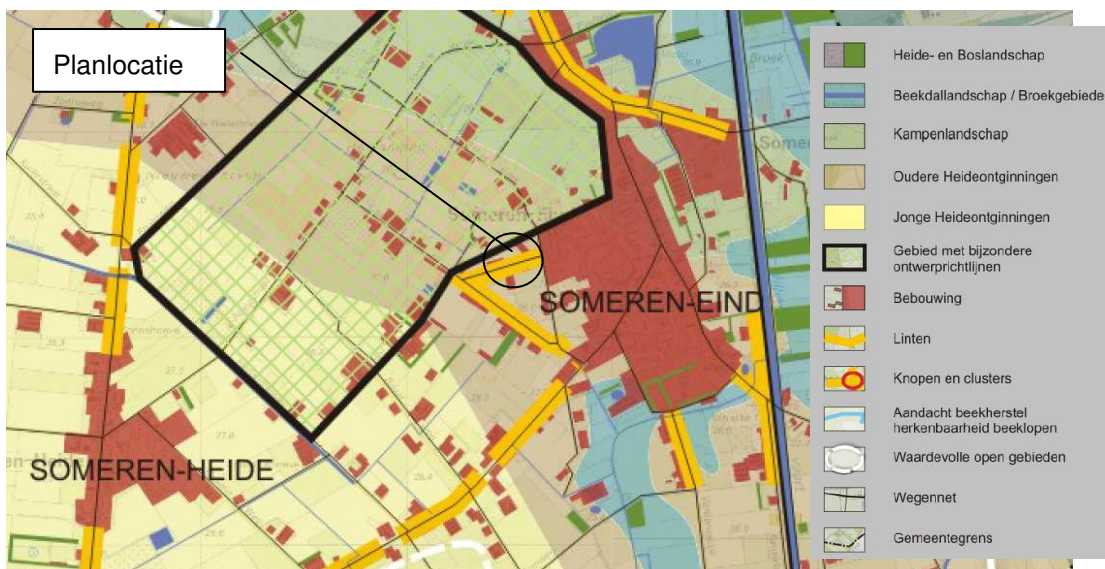 Planlocatie
SOMEREN-EIND
SOMEREN-HEIDE
Heide- en Boslandschap
Beekdallandschap / Broekgebiede
Kampenlandschap
Oudere Heideontginningen
Jonge Heideontginningen
Gebied met bijzondere
ontwerprichtlijnen
Bebouwing
Linten
Knopen en clusters
Aandacht beekherstel
herkenbaarheid beeklopen
Waardevolle open gebieden
Wegennet
Gemeentegrens